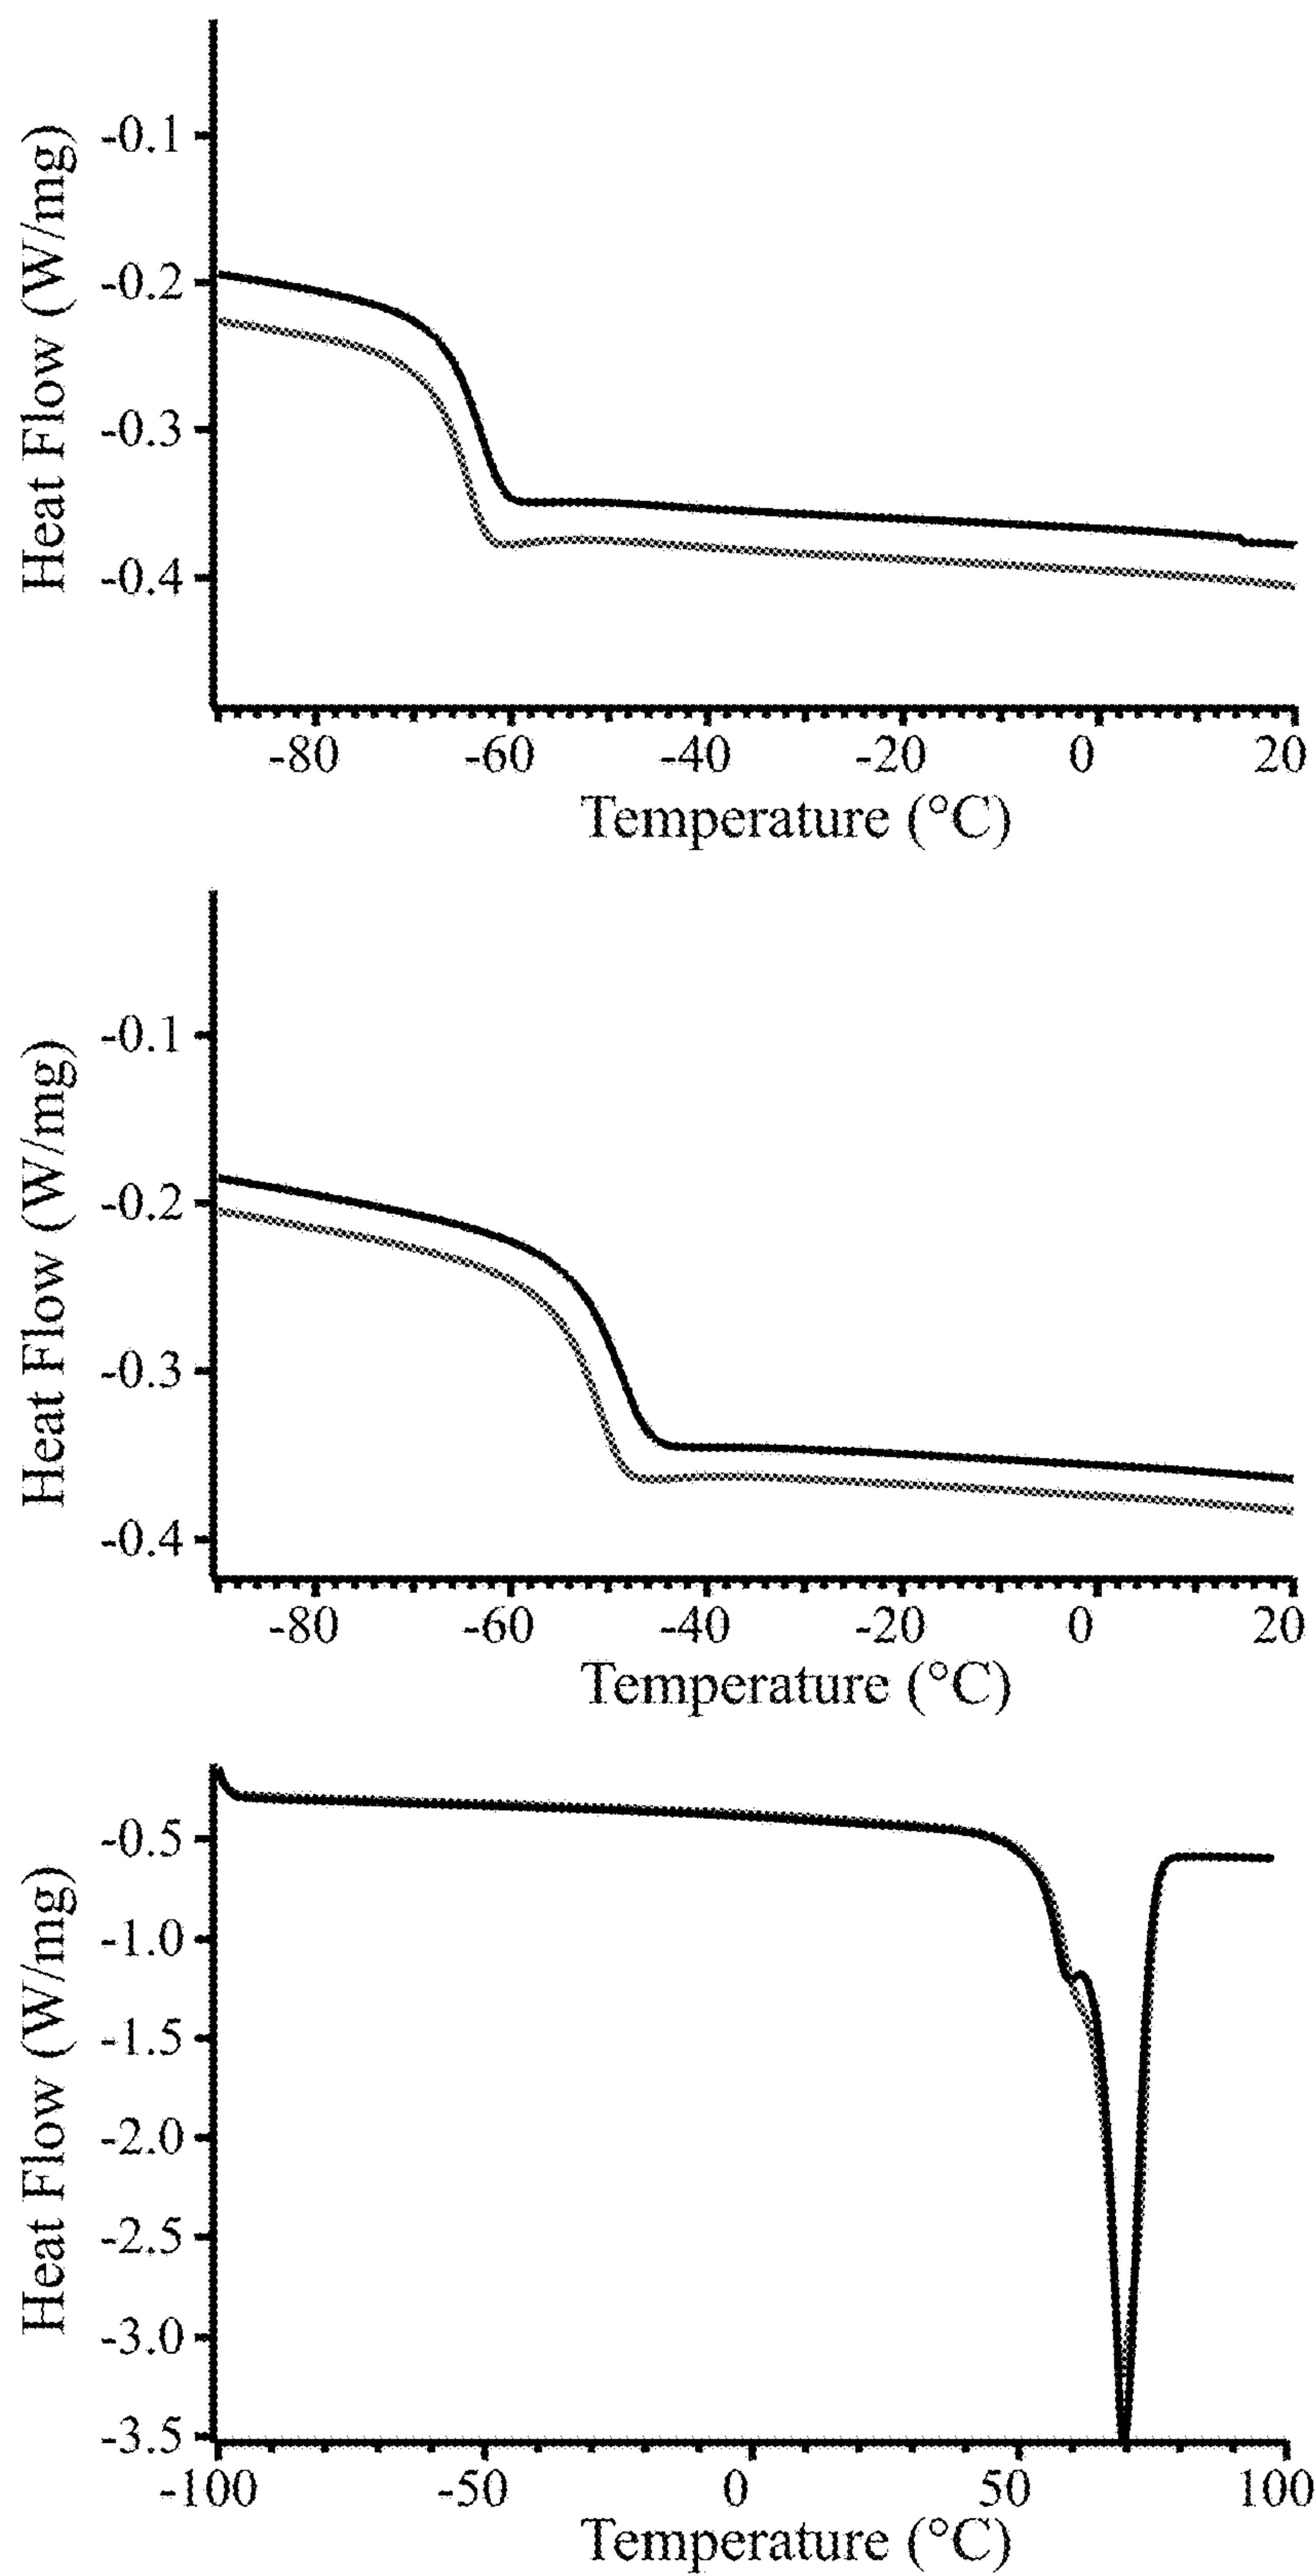 Heat Flow (W/mg)
-0.1
-0.2
-0.3
-0.4
-80 -60 -40 -20 0 20
Temperature (°C)
Heat Flow (W/mg)
-0.1
-0.2
-0.3
-0.4
-80 -60 -40 -20 0 20
Temperature (°C)
Heat Flow (W/mg)
-0.5
-1.0
-1.5
-2.0
-2.5
-3.0
-3.5
-100 -50 0 50 100
Temperature (°C)